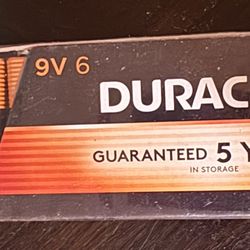 9V 6
DURAC
GUARANTEED 5 Y
IN STORAGE